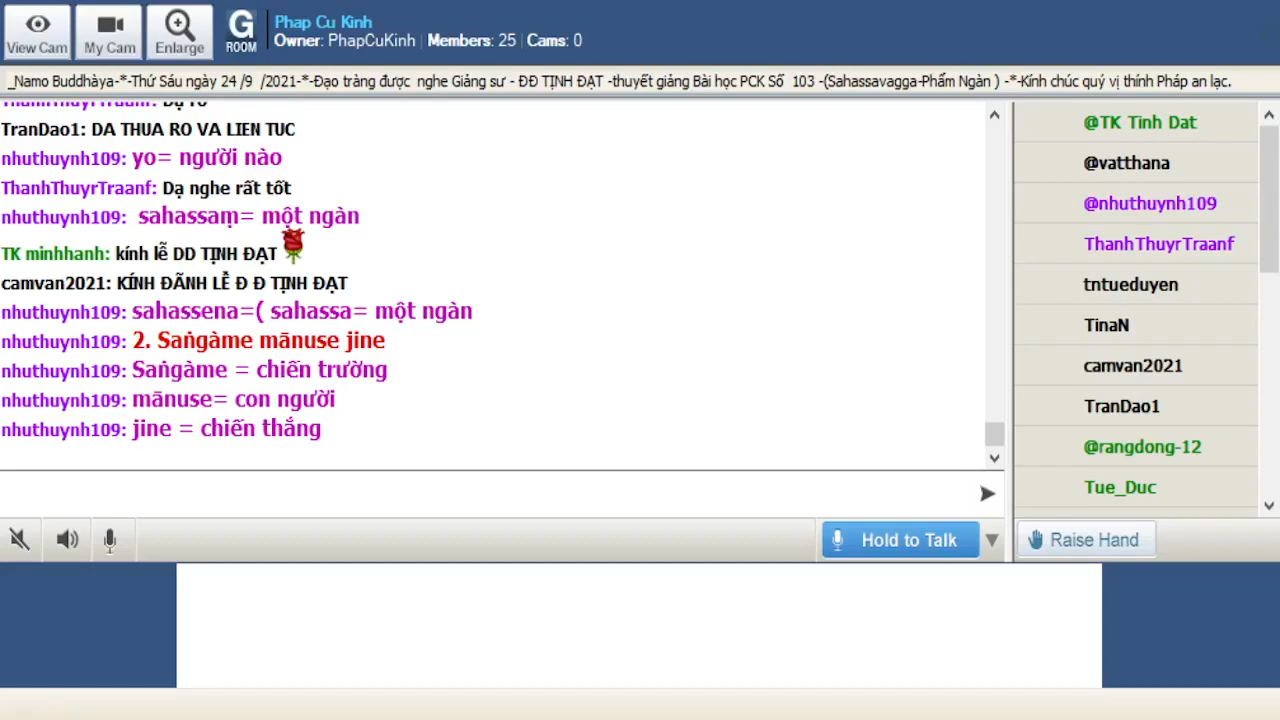 View Cam
My Cam
Enlarge
G
ROOM
Phap Cu Kinh
Owner: PhapCuKinh | Members: 25 | Cams: 0
_Namo Buddhàya-*-Thứ Sáu ngày 24 /9 /2021-*-Đạo tràng được nghe Giảng sư - ĐĐ TỊNH ĐẠT -thuyết giảng Bài học PCK Số 103 -(Sahassavagga-Phẩm Ngàn ) -*-Kính chúc quý vị thính Pháp an lạc.
TranDao1: DA THUA RO VA LIEN TUC
nhuthuynh109: yo= người nào
ThanhThuyrTraanf: Dạ nghe rất tốt
nhuthuynh109: sahassaṃ= một ngàn
TK minhhanh: kính lễ DD TỊNH ĐẠT
camvan2021: KÍNH ĐÃNH LỄ Đ Đ TỊNH ĐẠT
nhuthuynh109: sahassena=( sahassa= một ngàn
nhuthuynh109: 2. Saṅgàme mānuse jine
nhuthuynh109: Saṅgàme = chiến trường
nhuthuynh109: mānuse= con người
nhuthuynh109: jine = chiến thắng
@TK Tinh Dat
@vatthana
@nhuthuynh109
ThanhThuyrTraanf
tntueduyen
TinaN
camvan2021
TranDao1
@rangdong-12
Tue_Duc
Hold to Talk
Raise Hand